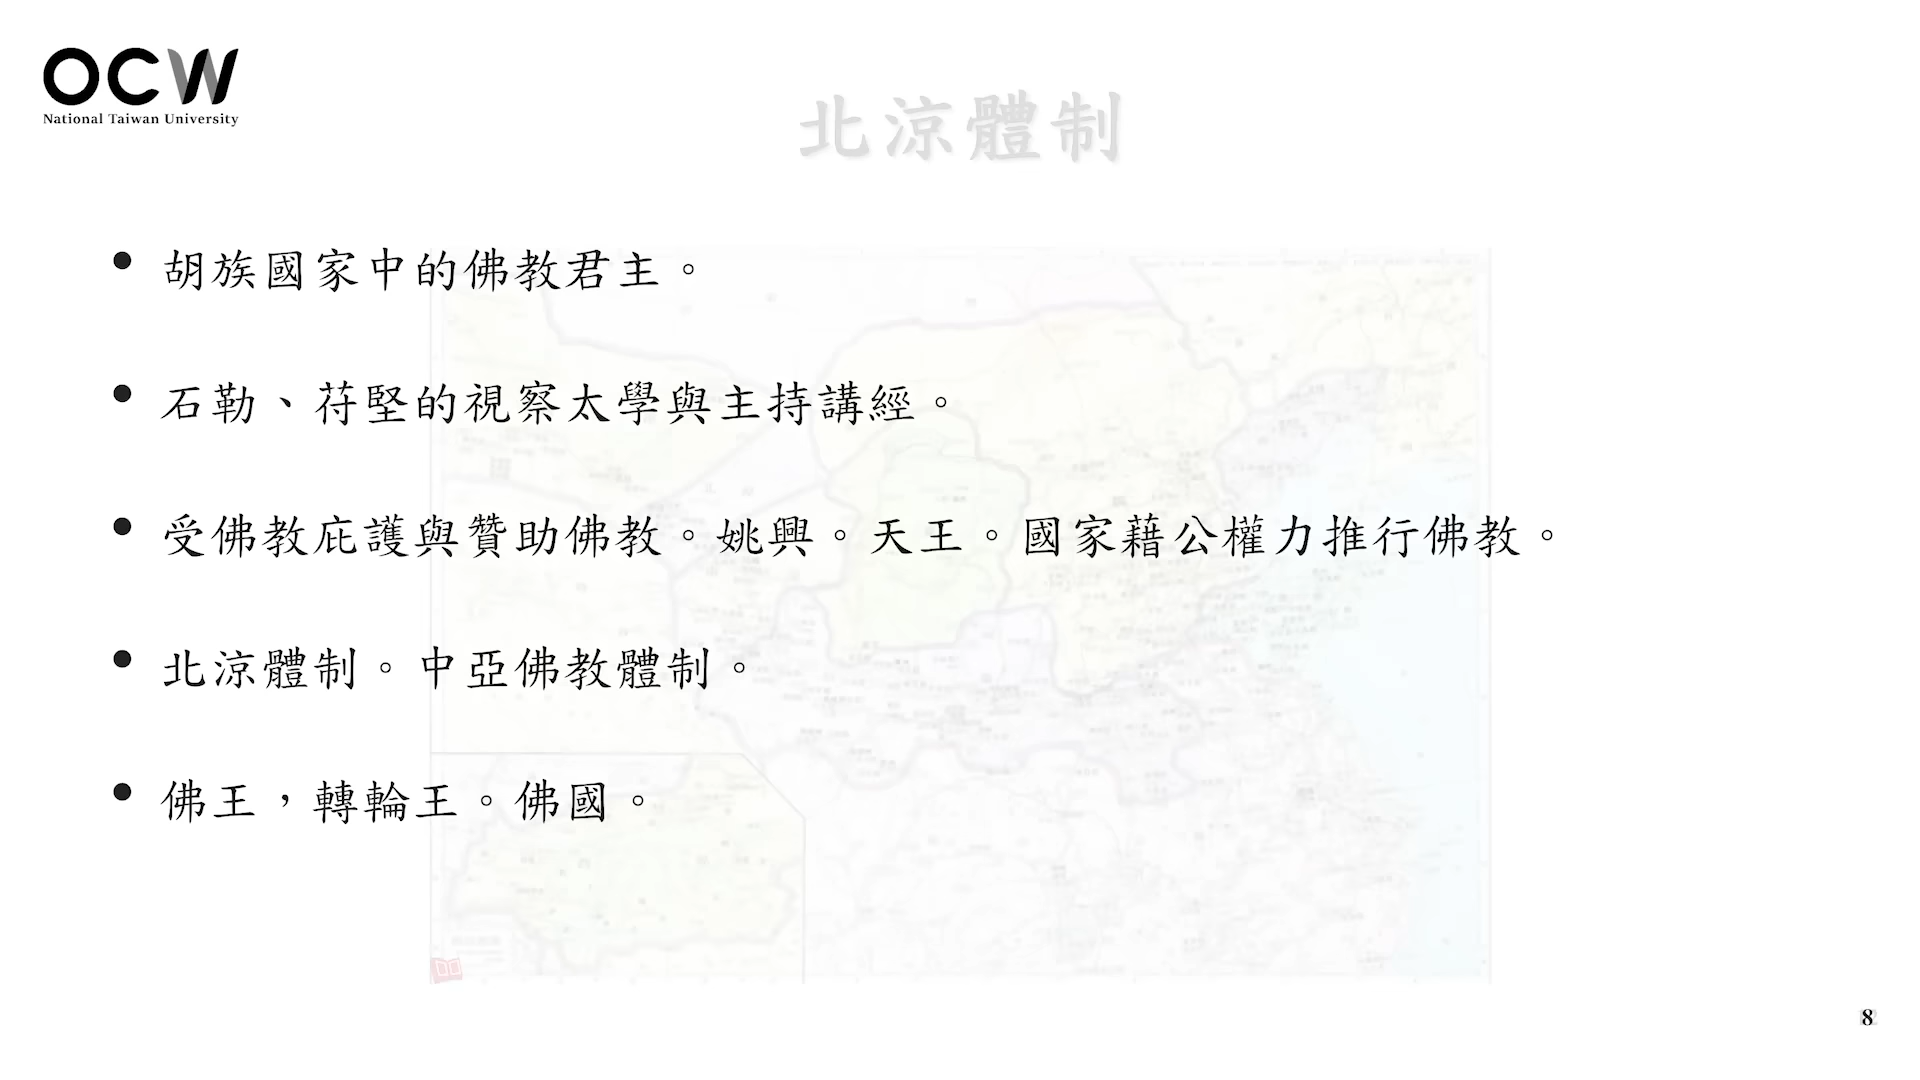 OCW
National Taiwan University
北涼體制
• 胡族國家中的佛教君主。
• 石勒、苻堅的視察太學與主持講經。
• 受佛教庇護與贊助佛教。姚興。天王。國家藉公權力推行佛教。
• 北涼體制。中亞佛教體制。
• 佛王，轉輪王。佛國。
8